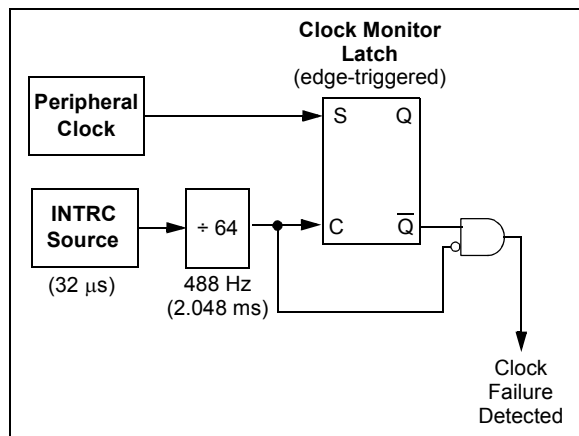 Clock Monitor
Latch
(edge-triggered)
Peripheral
Clock
S
Q
INTRC
Source
÷ 64
C
Q̅
(32 μs)
488 Hz
(2.048 ms)
Clock
Failure
Detected